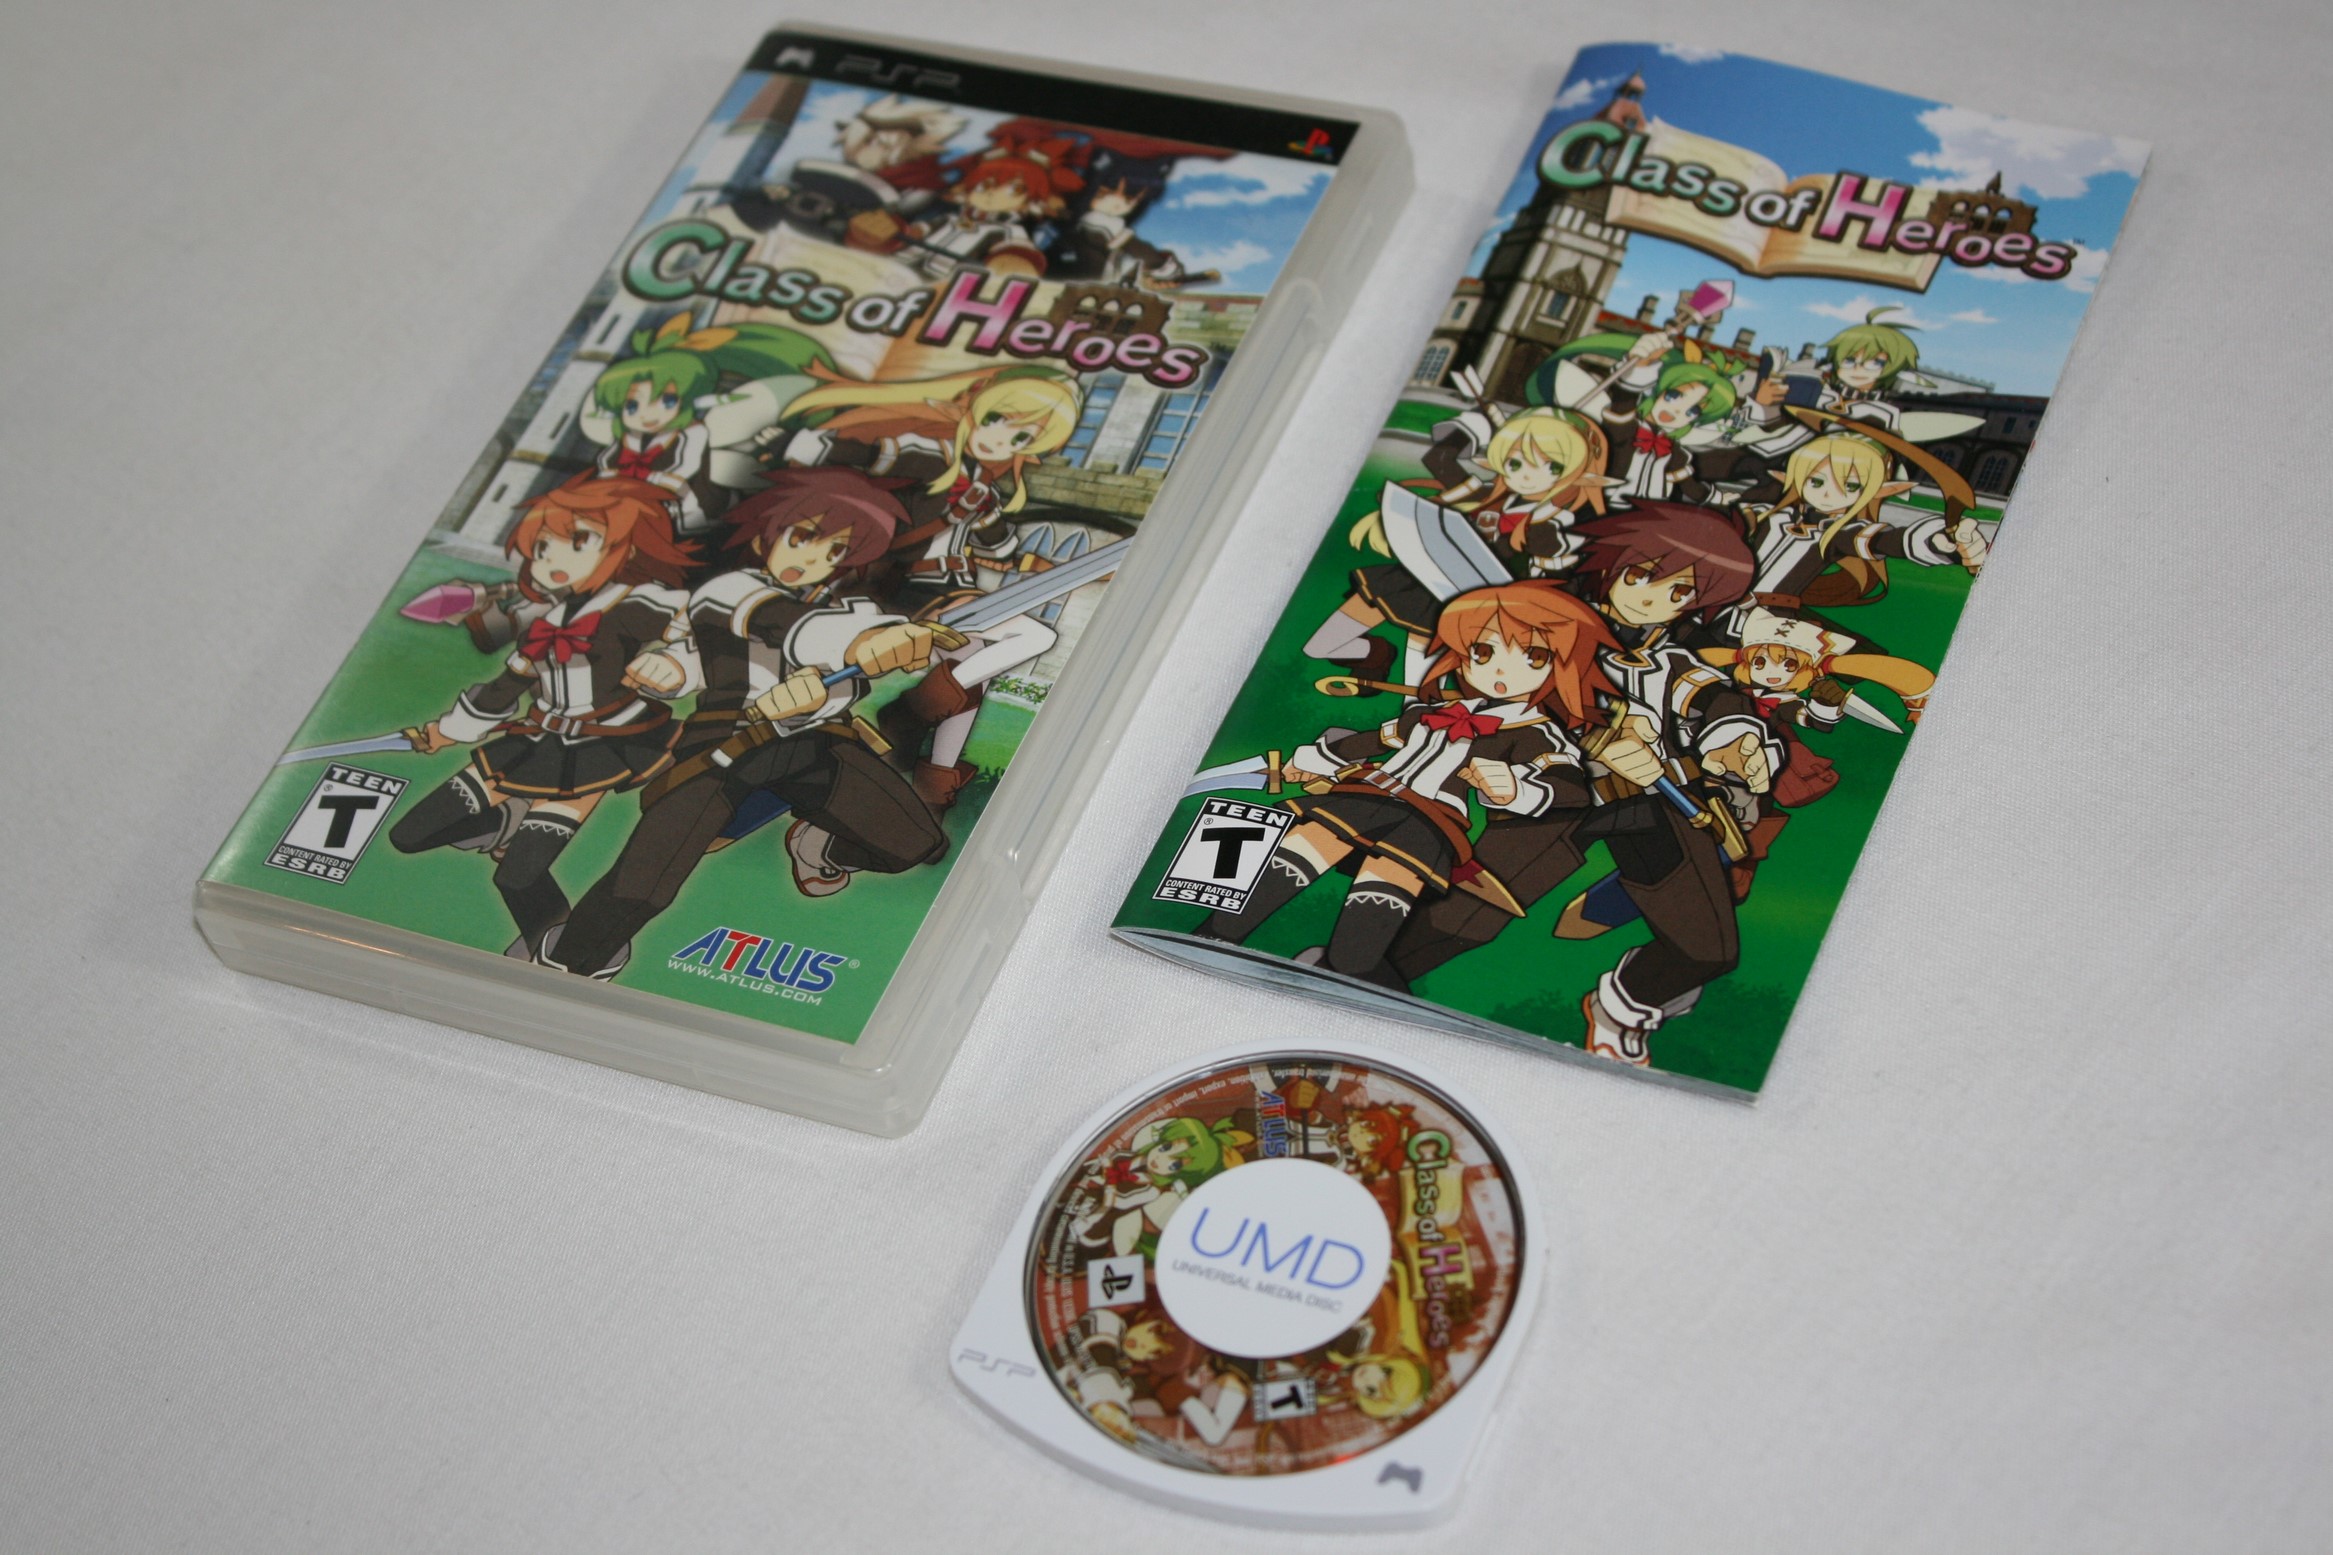 PSP
Class of Heroes
TEEN
T
CONTENT RATED BY
ESRB
ATLUS®
WWW.ATLUS.COM
Class of Heroes™
TEEN
T
CONTENT RATED BY
ESRB
ATLUS
Class of Heroes
UMD
UNIVERSAL MEDIA DISC
PSP
T